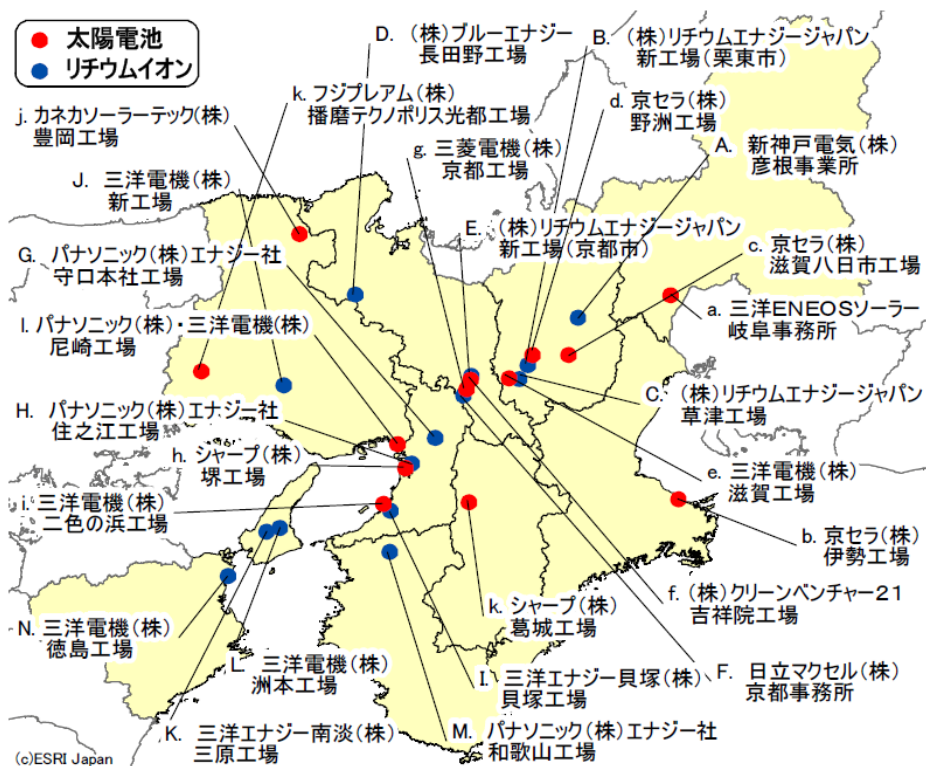 太陽電池
リチウムイオン
D. (株)ブルーエナジー
長田野工場
B. (株)リチウムエナジージャパン
新工場(栗東市)
k. フジプレアム(株)
播磨テクノポリス光都工場
d. 京セラ(株)
野洲工場
j. カネカソーラーテック(株)
豊岡工場
g. 三菱電機(株)
京都工場
A. 新神戸電気(株)
彦根事業所
J. 三洋電機(株)
新工場
E. (株)リチウムエナジージャパン
新工場(京都市)
c. 京セラ(株)
滋賀八日市工場
G. パナソニック(株)エナジー社
守口本社工場
a. 三洋ENEOSソーラー
岐阜事務所
l. パナソニック(株)・三洋電機(株)
尼崎工場
C. (株)リチウムエナジージャパン
草津工場
H. パナソニック(株)エナジー社
住之江工場
h. シャープ(株)
堺工場
e. 三洋電機(株)
滋賀工場
i. 三洋電機(株)
二色の浜工場
b. 京セラ(株)
伊勢工場
f. (株)クリーンベンチャー21
吉祥院工場
k. シャープ(株)
葛城工場
N. 三洋電機(株)
徳島工場
L. 三洋電機(株)
洲本工場
I. 三洋エナジー貝塚(株)
貝塚工場
F. 日立マクセル(株)
京都事務所
K. 三洋エナジー南淡(株)
三原工場
M. パナソニック(株)エナジー社
和歌山工場
(c)ESRI Japan